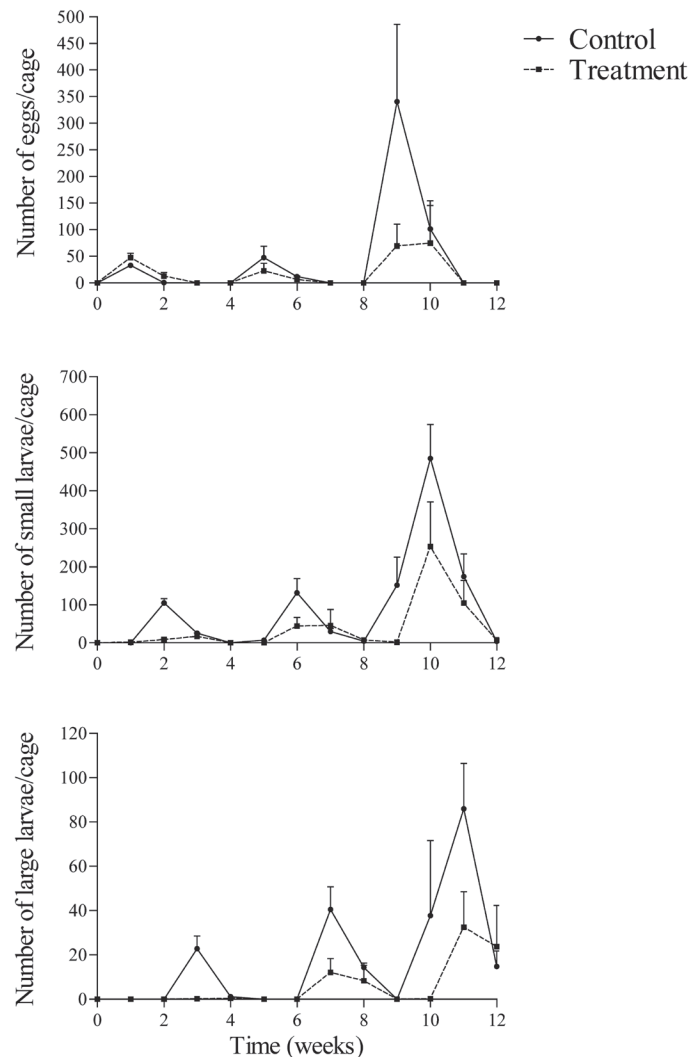 Number of eggs/cage
500
450
400
350
300
250
200
150
100
50
0
0 2 4 6 8 10 12
Control
Treatment
Number of small larvae/cage
700
600
500
400
300
200
100
0
0 2 4 6 8 10 12
Number of large larvae/cage
120
100
80
60
40
20
0
0 2 4 6 8 10 12
Time (weeks)